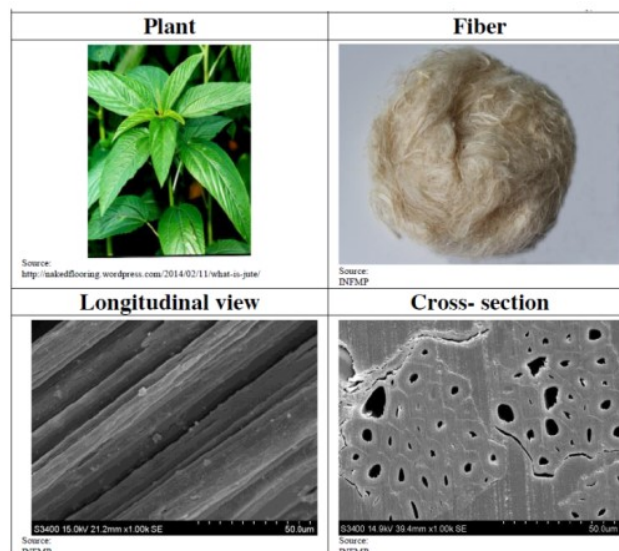 Plant
Fiber
Source:
http://nakedflooring.wordpress.com/2014/02/11/what-is-jute/
Source:
INFMP
Longitudinal view
Cross- section
S3400 15.0kV 21.2mm x1.00k SE
50.0um
S3400 14.9kV 39.4mm x1.00k SE
50.0um
Source:
INFMP
Source:
INFMP